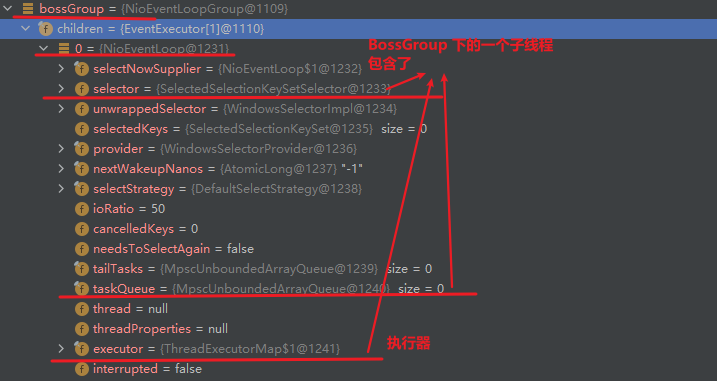 bossGroup = {NioEventLoopGroup@1109}
children = {EventExecutor[1]@1110}
0 = {NioEventLoop@1231}
BossGroup 下的一个子线程
包含了
selectNowSupplier = {NioEventLoop$1@1232}
selector = {SelectedSelectionKeySetSelector@1233}
unwrappedSelector = {WindowsSelectorImpl@1234}
selectedKeys = {SelectedSelectionKeySet@1235} size = 0
provider = {WindowsSelectorProvider@1236}
nextWakeupNanos = {AtomicLong@1237} "-1"
selectStrategy = {DefaultSelectStrategy@1238}
ioRatio = 50
cancelledKeys = 0
needsToSelectAgain = false
tailTasks = {MpscUnboundedArrayQueue@1239} size = 0
taskQueue = {MpscUnboundedArrayQueue@1240} size = 0
thread = null
threadProperties = null
执行器
executor = {ThreadExecutorMap$1@1241}
interrupted = false